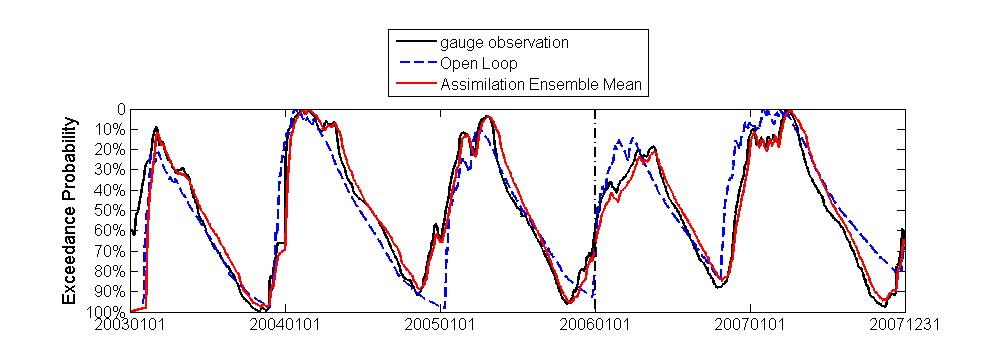 gauge observation
Open Loop
Assimilation Ensemble Mean
Exceedance Probability
0
10%
20%
30%
40%
50%
60%
70%
80%
90%
100%
20030101 20040101 20050101 20060101 20070101 20071231